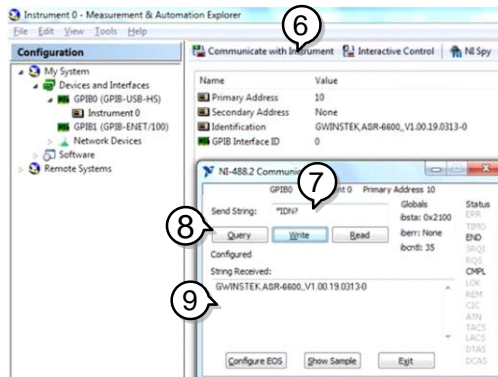 Instrument 0 - Measurement & Automation Explorer
File Edit View Tools Help
6
Configuration
Communicate with Instrument Interactive Control NI Spy
My System
Devices and Interfaces
GPIB0 (GPIB-USB-HS)
Instrument 0
GPIB1 (GPIB-ENET/100)
Network Devices
Software
Remote Systems
Name Value
Primary Address 10
Secondary Address None
Identification GWINSTEK,ASR-6600,_V1.00.19.0313-0
GPIB Interface ID 0
NI-488.2
7
GPIB0 0 Primary Address 10
Send String: *IDN?
8
Query Write Read
Configured
String Received:
9
GWINSTEK,ASR-6600,_V1.00.19.0313-0
Configure EOS Show Sample Exit
Globals
ibsta: 0x2100
iberr: None
ibcntl: 35
Status
ERR
TIMO
END
SRQI
RQS
CMPL
LOK
REM
CIC
ATN
TACS
LACS
DTAS
DCAS